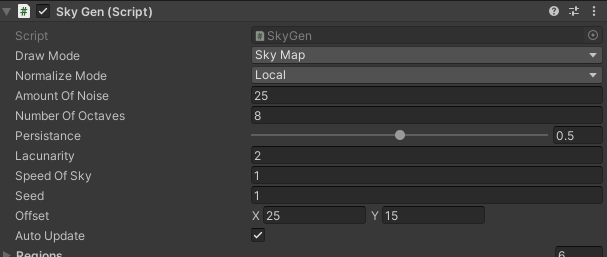 Sky Gen (Script)
Script SkyGen
Draw Mode Sky Map
Normalize Mode Local
Amount Of Noise 25
Number Of Octaves 8
Persistance 0.5
Lacunarity 2
Speed Of Sky 1
Seed 1
Offset X 25 Y 15
Auto Update
Regions 6